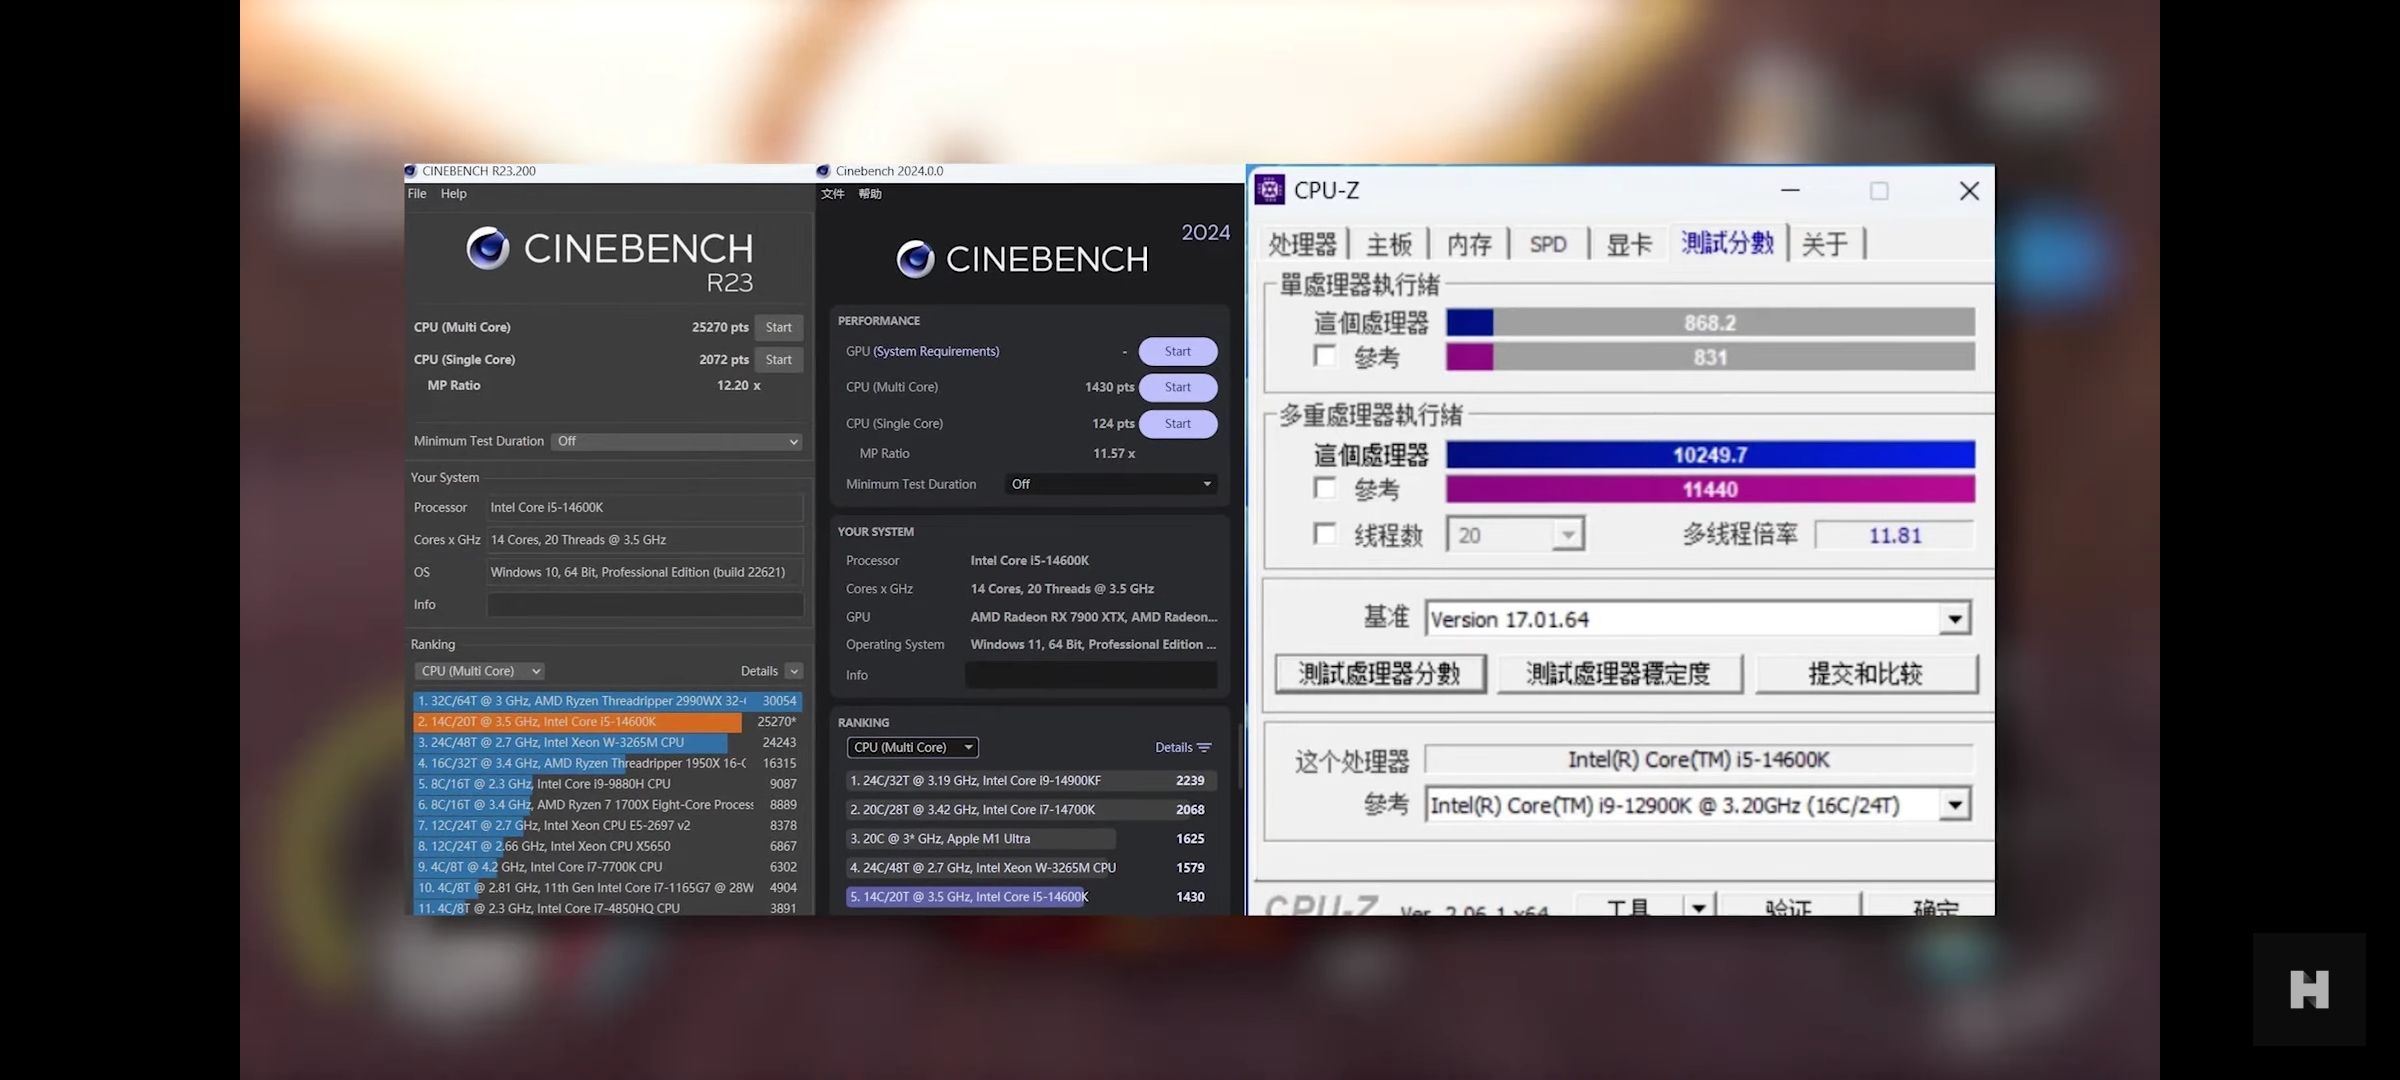 CINEBENCH R23.200
File Help
CINEBENCH
R23
CPU (Multi Core) 25270 pts Start
CPU (Single Core) 2072 pts Start
MP Ratio 12.20 x
Minimum Test Duration Off
Your System
Processor Intel Core i5-14600K
Cores x GHz 14 Cores, 20 Threads @ 3.5 GHz
OS Windows 10, 64 Bit, Professional Edition (build 22621)
Info
Ranking
CPU (Multi Core) Details
1. 32C/64T @ 3 GHz, AMD Ryzen Threadripper 2990WX 32-( 30054
2. 14C/20T @ 3.5 GHz, Intel Core i5-14600K 25270*
3. 24C/48T @ 2.7 GHz, Intel Xeon W-3265M CPU 24243
4. 16C/32T @ 3.4 GHz, AMD Ryzen Threadripper 1950X 16-( 16315
5. 8C/16T @ 2.3 GHz, Intel Core i9-9880H CPU 9087
6. 8C/16T @ 3.4 GHz, AMD Ryzen 7 1700X Eight-Core Process 8889
7. 12C/24T @ 2.7 GHz, Intel Xeon CPU E5-2697 v2 8378
8. 12C/24T @ 2.66 GHz, Intel Xeon CPU X5650 6867
9. 4C/8T @ 4.2 GHz, Intel Core i7-7700K CPU 6302
10. 4C/8T @ 2.81 GHz, 11th Gen Intel Core i7-1165G7 @ 28W 4904
11. 4C/8T @ 2.3 GHz, Intel Core i7-4850HQ CPU 3891
Cinebench 2024.0.0
文件 帮助
2024
CINEBENCH
PERFORMANCE
GPU (System Requirements) - Start
CPU (Multi Core) 1430 pts Start
CPU (Single Core) 124 pts Start
MP Ratio 11.57 x
Minimum Test Duration Off
YOUR SYSTEM
Processor Intel Core i5-14600K
Cores x GHz 14 Cores, 20 Threads @ 3.5 GHz
GPU AMD Radeon RX 7900 XTX, AMD Radeon...
Operating System Windows 11, 64 Bit, Professional Edition ...
Info
RANKING
CPU (Multi Core) Details
1. 24C/32T @ 3.19 GHz, Intel Core i9-14900KF 2239
2. 20C/28T @ 3.42 GHz, Intel Core i7-14700K 2068
3. 20C @ 3* GHz, Apple M1 Ultra 1625
4. 24C/48T @ 2.7 GHz, Intel Xeon W-3265M CPU 1579
5. 14C/20T @ 3.5 GHz, Intel Core i5-14600K 1430
CPU-Z
处理器 主板 内存 SPD 显卡 測試分數 关于
單處理器執行緒
這個處理器 868.2
參考 831
多重處理器執行緒
這個處理器 10249.7
參考 11440
线程数 20 多线程倍率 11.81
基准 Version 17.01.64
測試處理器分數 測試處理器穩定度 提交和比较
这个处理器 Intel(R) Core(TM) i5-14600K
參考 Intel(R) Core(TM) i9-12900K @ 3.20GHz (16C/24T)
CPU-Z Ver. 2.06.1.x64 工具 验证 确定
H